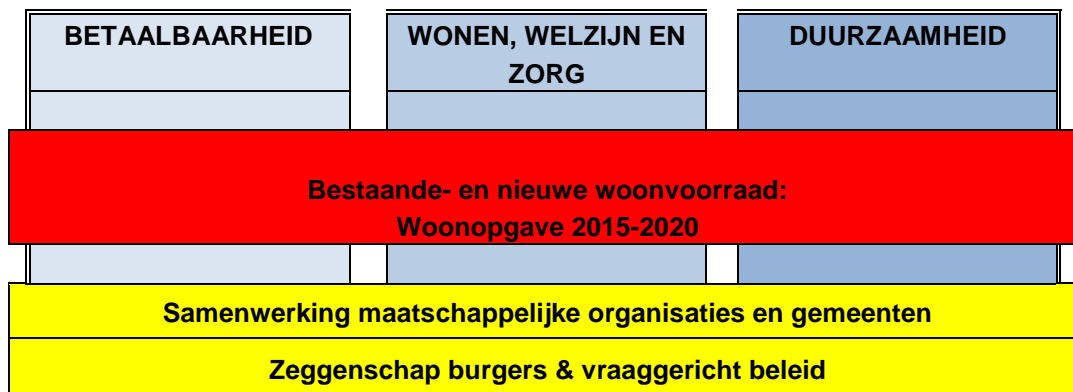 BETAALBAARHEID
WONEN, WELZIJN EN
ZORG
DUURZAAMHEID
Bestaande- en nieuwe woonvoorraad:
Woonopgave 2015-2020
Samenwerking maatschappelijke organisaties en gemeenten
Zeggenschap burgers & vraaggericht beleid